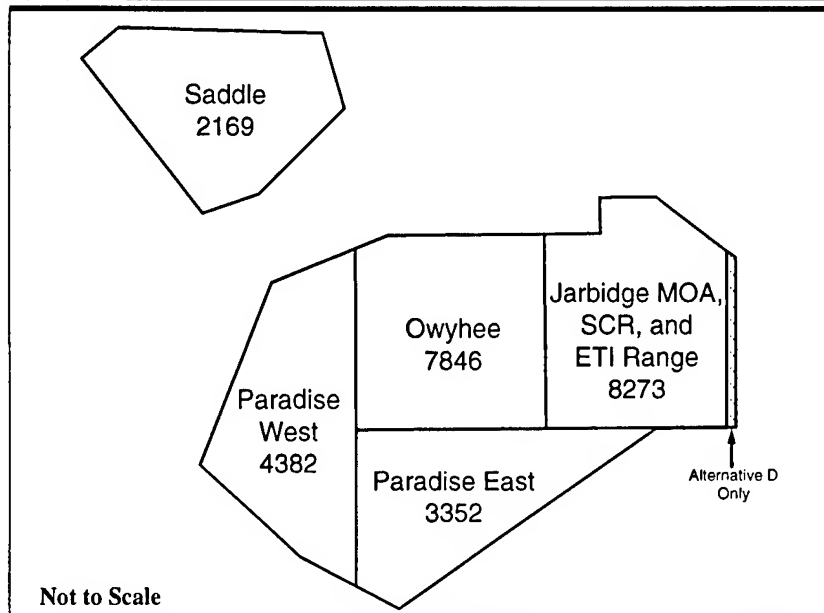 Saddle
2169
Jarbidge MOA,
SCR, and
ETI Range
8273
Owyhee
7846
Paradise
West
4382
Paradise East
3352
Alternative D
Only
Not to Scale